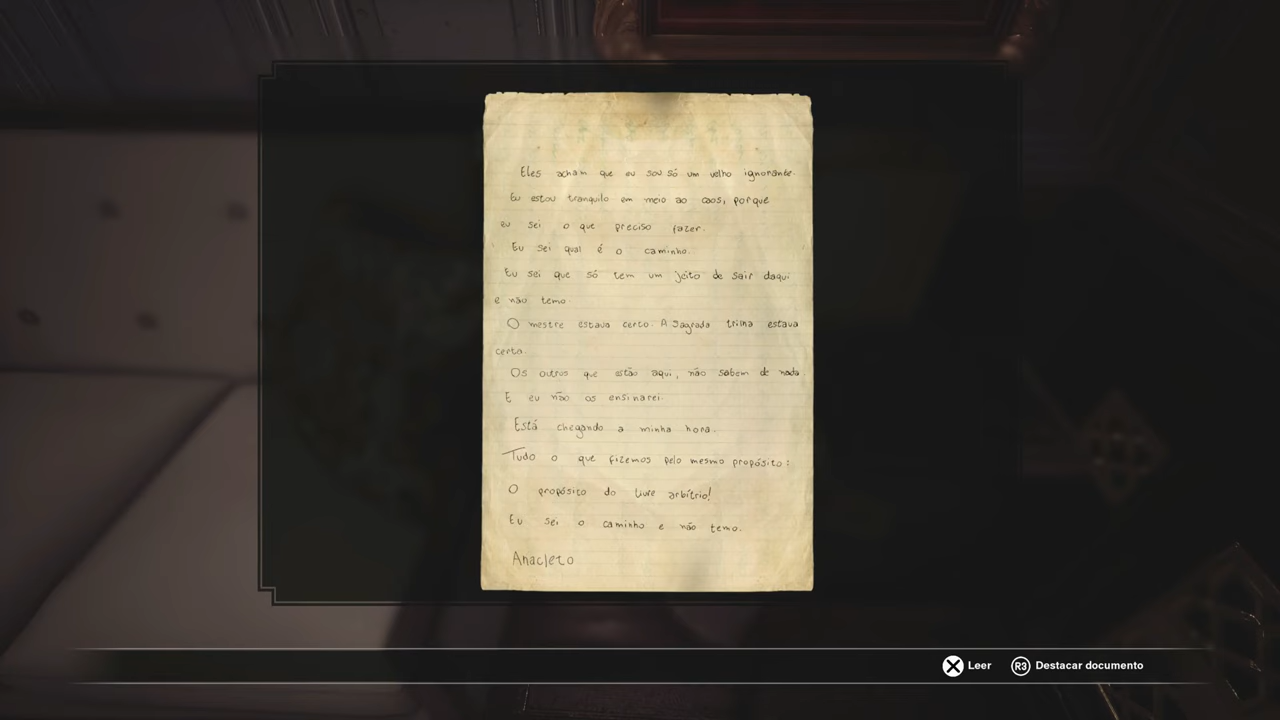 Eles acham que eu sou só um velho ignorante.
Eu estou tranquilo em meio ao caos, porque
eu sei o que preciso fazer.
Eu sei qual é o caminho.
Eu sei que só tem um jeito de sair daqui
e não temo.
O mestre estava certo. A Sagrada trilha estava
certa.
Os outros que estão aqui, não sabem de nada.
E eu não os ensinarei.
Está chegando a minha hora.
Tudo o que fizemos pelo mesmo propósito:
O propósito do livre arbítrio!
Eu sei o caminho e não temo.
Anacleto
Leer
R3 Destacar documento